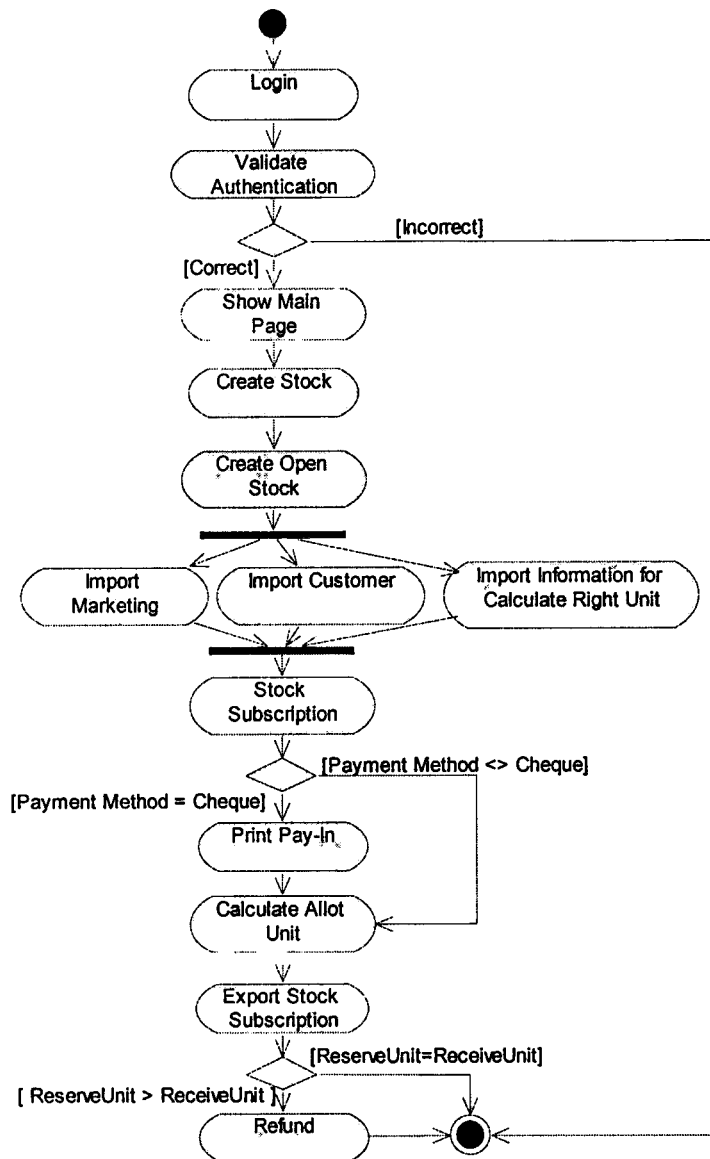 Login
Validate
Authentication
[Incorrect]
[Correct]
Show Main
Page
Create Stock
Create Open
Stock
Import
Marketing
Import Customer
Import Information for
Calculate Right Unit
Stock
Subscription
[Payment Method <> Cheque]
[Payment Method = Cheque]
Print Pay-In
Calculate Allot
Unit
Export Stock
Subscription
[ReserveUnit=ReceiveUnit]
[ ReserveUnit > ReceiveUnit ]
Refund